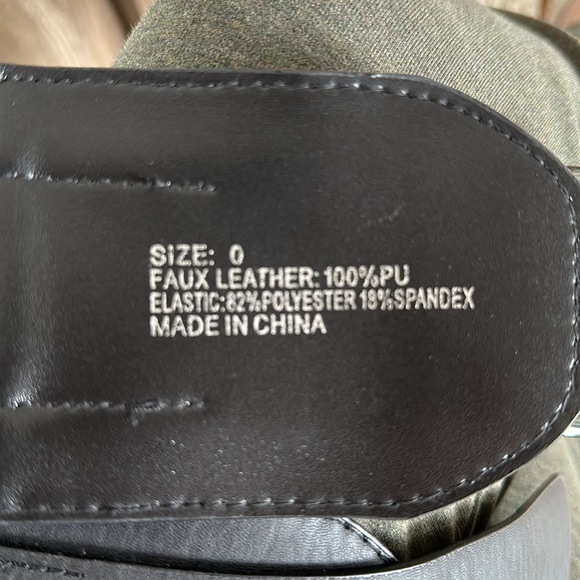 SIZE: 0
FAUX LEATHER: 100%PU
ELASTIC:82%POLYESTER 18%SPANDEX
MADE IN CHINA